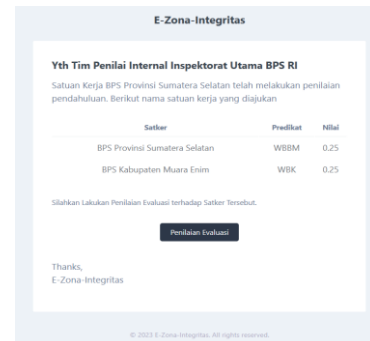 E-Zona-Integritas
Yth Tim Penilai Internal Inspektorat Utama BPS RI
Satuan Kerja BPS Provinsi Sumatera Selatan telah melakukan penilaian
pendahuluan. Berikut nama satuan kerja yang diajukan
Satker Predikat Nilai
BPS Provinsi Sumatera Selatan WBBM 0.25
BPS Kabupaten Muara Enim WBK 0.25
Silahkan Lakukan Penilaian Evaluasi terhadap Satker Tersebut.
Penilaian Evaluasi
Thanks,
E-Zona-Integritas
© 2023 E-Zona-Integritas. All rights reserved.